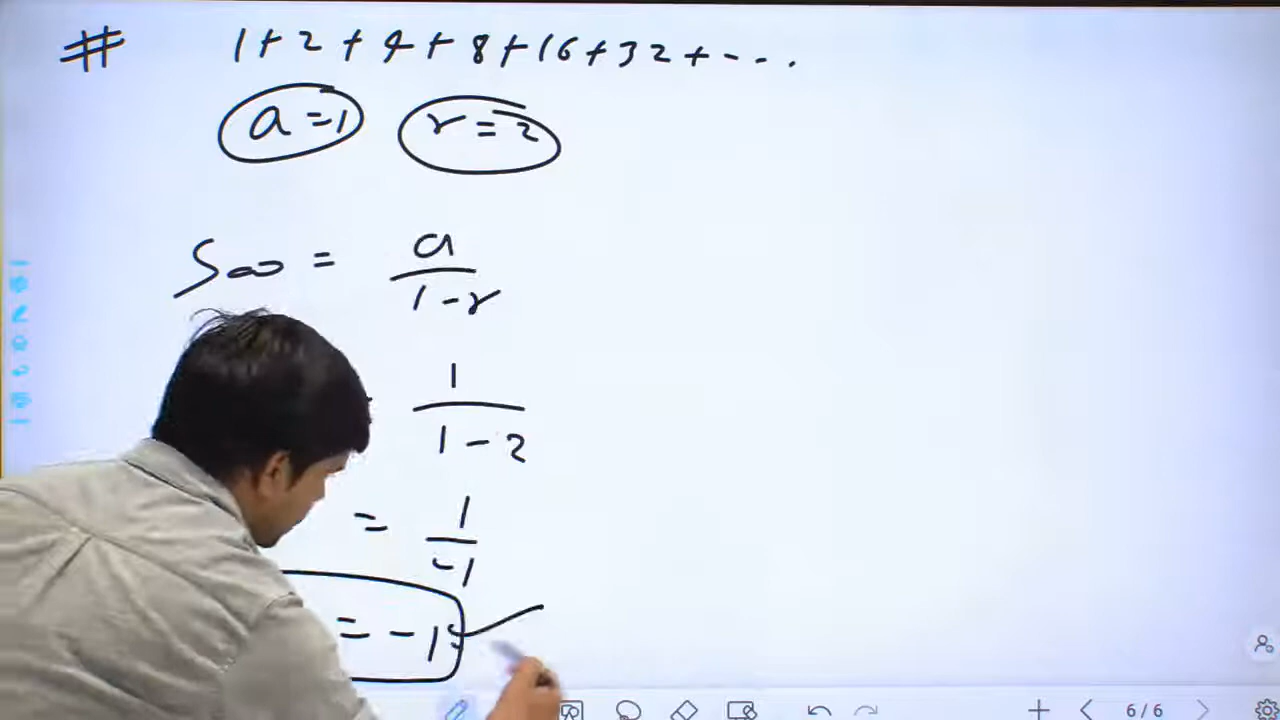 # 1+2+4+8+16+32+---.
a=1 r=2
S∞ = a/1-r
1/1-2
= 1/-1
= -1
6/6